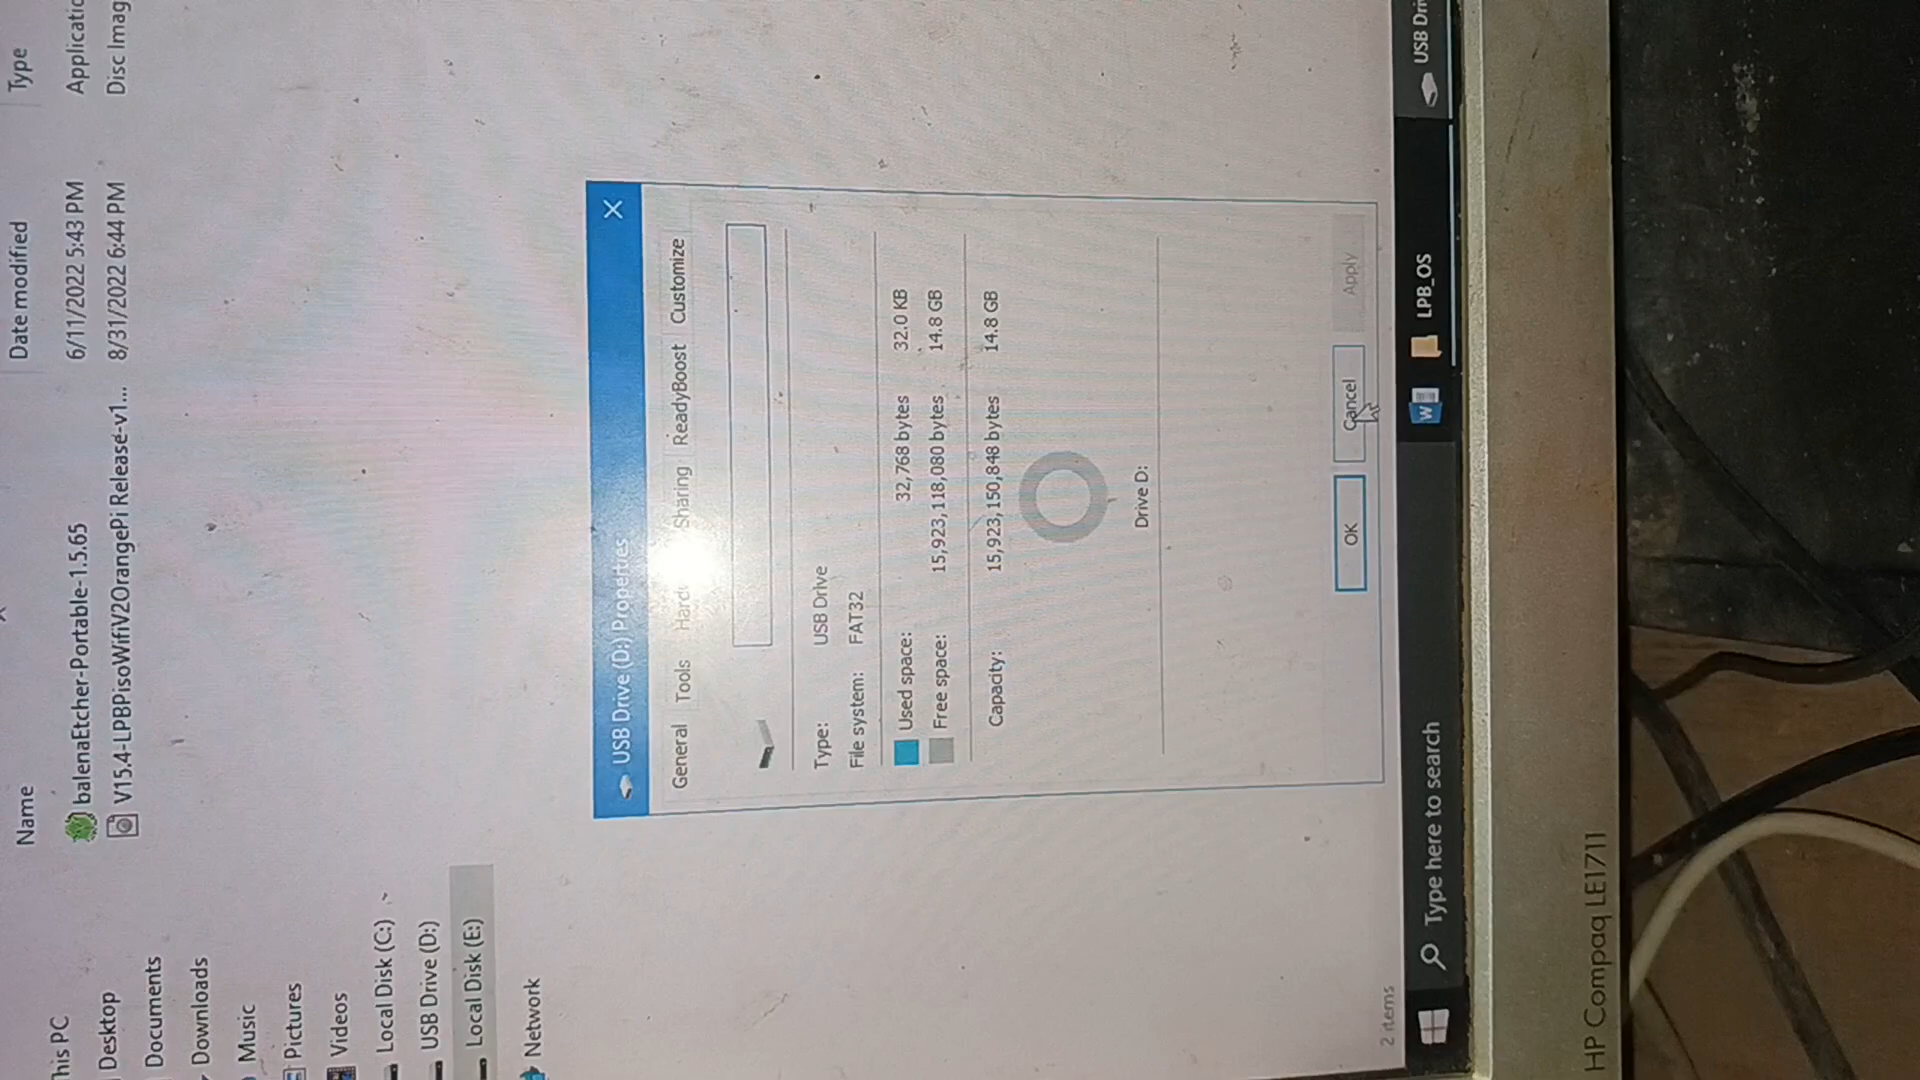 Name Date modified Type
balenaEtcher-Portable-1.5.65 6/11/2022 5:43 PM
V15.4-LPBPisoWifiV2OrangePi Release-v1... 8/31/2022 6:44 PM Disc
This PC
Desktop
Documents
Downloads
Music
Pictures
Videos
Local Disk (C:)
USB Drive (D:)
Local Disk (E:)
Network
2 items
USB Drive (D:) Properties
General Tools Sharing ReadyBoost Customize
Type: USB Drive
File system: FAT32
Used space: 32,768 bytes 32.0 KB
Free space: 15,923,118,080 bytes 14.8 GB
Capacity: 15,923,150,848 bytes 14.8 GB
Drive D:
OK Cancel Apply
Type here to search
W
LPB_OS
USB
HP Compaq LE1711